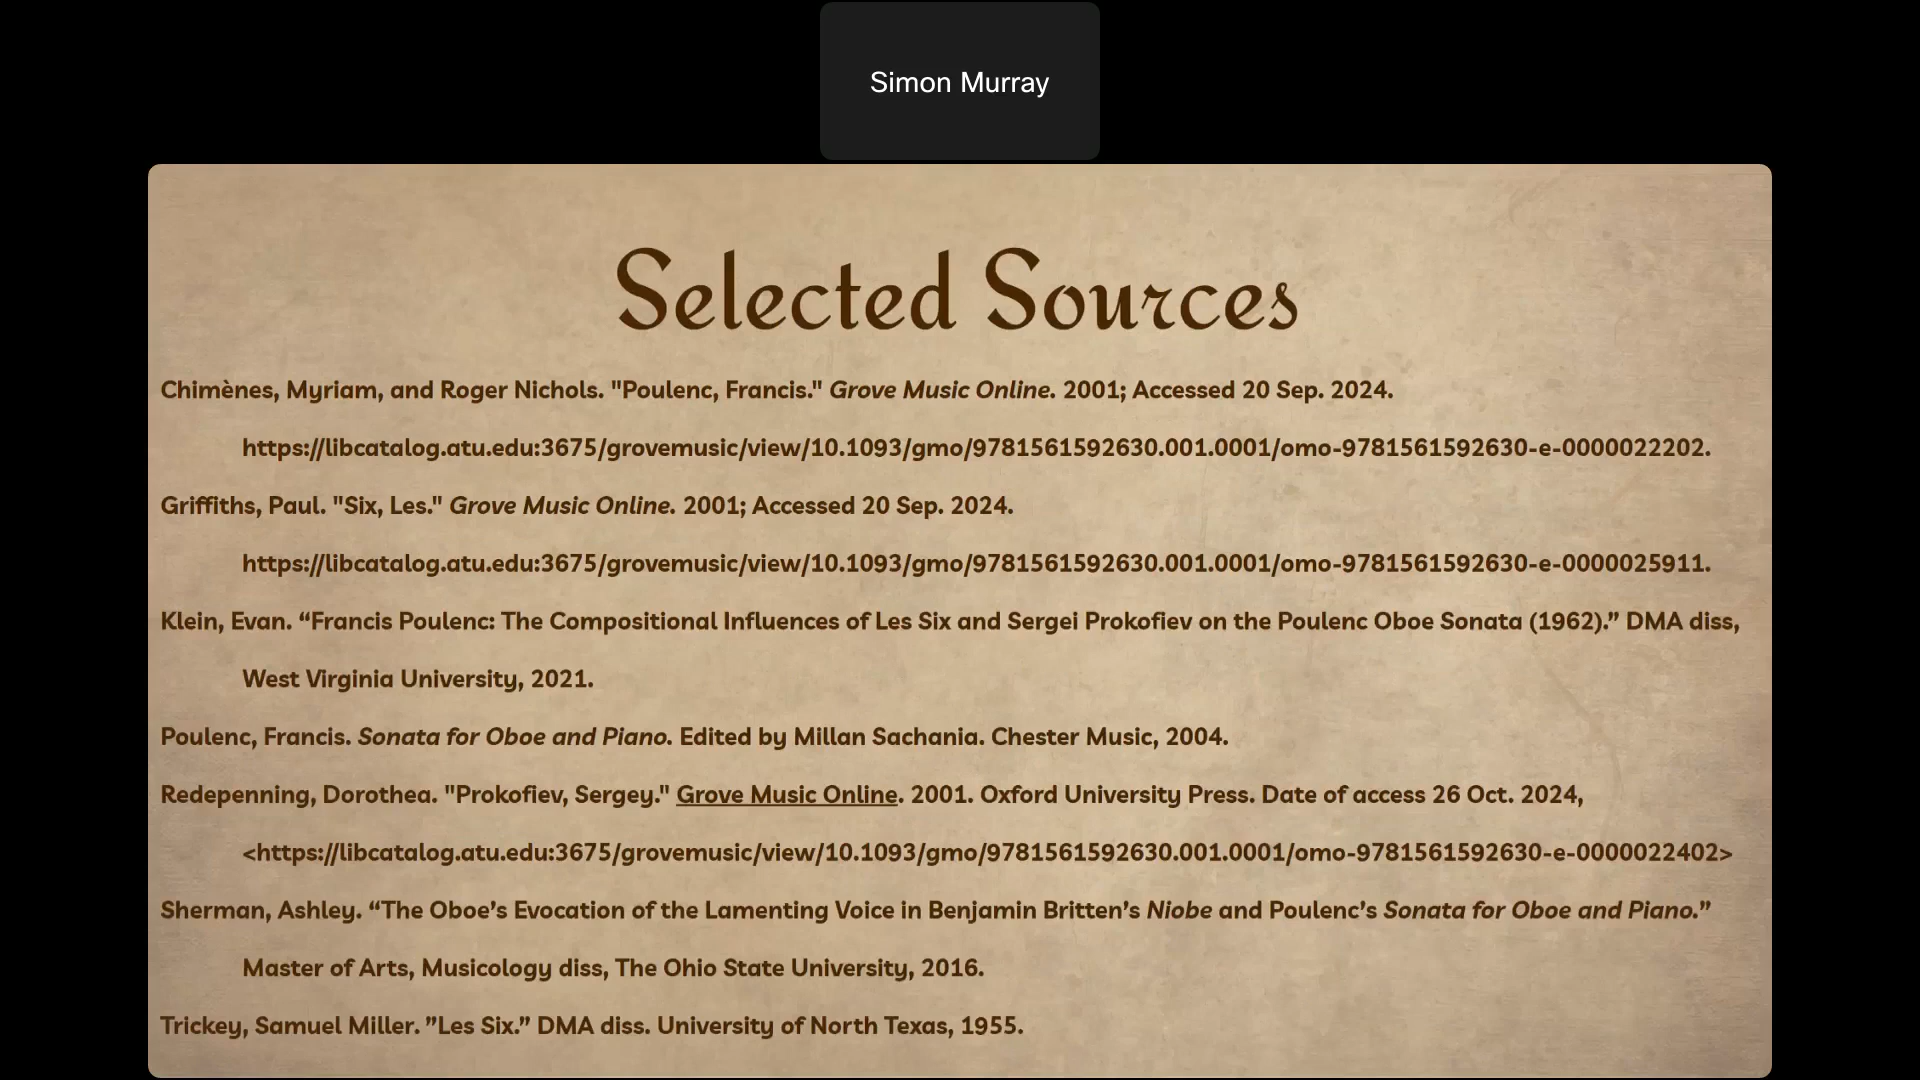 Simon Murray
Selected Sources
Chimènes, Myriam, and Roger Nichols. "Poulenc, Francis." Grove Music Online. 2001; Accessed 20 Sep. 2024.
https://libcatalog.atu.edu:3675/grovemusic/view/10.1093/gmo/9781561592630.001.0001/omo-9781561592630-e-0000022202.
Griffiths, Paul. "Six, Les." Grove Music Online. 2001; Accessed 20 Sep. 2024.
https://libcatalog.atu.edu:3675/grovemusic/view/10.1093/gmo/9781561592630.001.0001/omo-9781561592630-e-0000025911.
Klein, Evan. “Francis Poulenc: The Compositional Influences of Les Six and Sergei Prokofiev on the Poulenc Oboe Sonata (1962).” DMA diss,
West Virginia University, 2021.
Poulenc, Francis. Sonata for Oboe and Piano. Edited by Millan Sachania. Chester Music, 2004.
Redepenning, Dorothea. "Prokofiev, Sergey." Grove Music Online. 2001. Oxford University Press. Date of access 26 Oct. 2024,
<https://libcatalog.atu.edu:3675/grovemusic/view/10.1093/gmo/9781561592630.001.0001/omo-9781561592630-e-0000022402>
Sherman, Ashley. “The Oboe’s Evocation of the Lamenting Voice in Benjamin Britten’s Niobe and Poulenc’s Sonata for Oboe and Piano.”
Master of Arts, Musicology diss, The Ohio State University, 2016.
Trickey, Samuel Miller. ”Les Six.” DMA diss. University of North Texas, 1955.